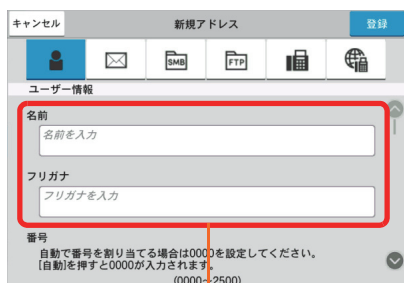 キャンセル
新規アドレス
登録
SMB
FTP
ユーザー情報
名前
名前を入力
フリガナ
フリガナを入力
番号
自動で番号を割り当てる場合は0000を設定してください。
[自動]を押すと0000が入力されます。
(0000~2500)